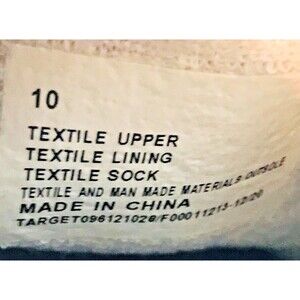 10
TEXTILE UPPER
TEXTILE LINING
TEXTILE SOCK
TEXTILE AND MAN MADE MATERIALS OUTSOLE
MADE IN CHINA
TARGET096121028/F00011213-12/20